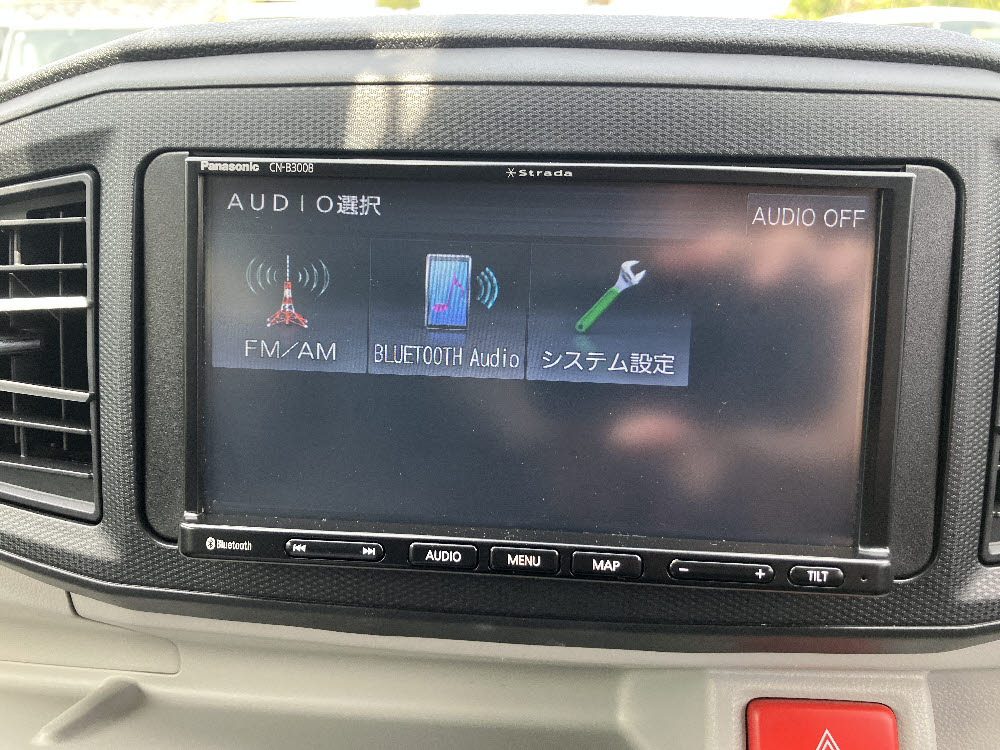 Panasonic CN-B300B
Strada
AUDIO選択
AUDIO OFF
FM/AM
BLUETOOTH Audio
システム設定
Bluetooth
AUDIO
MENU
MAP
− +
TILT